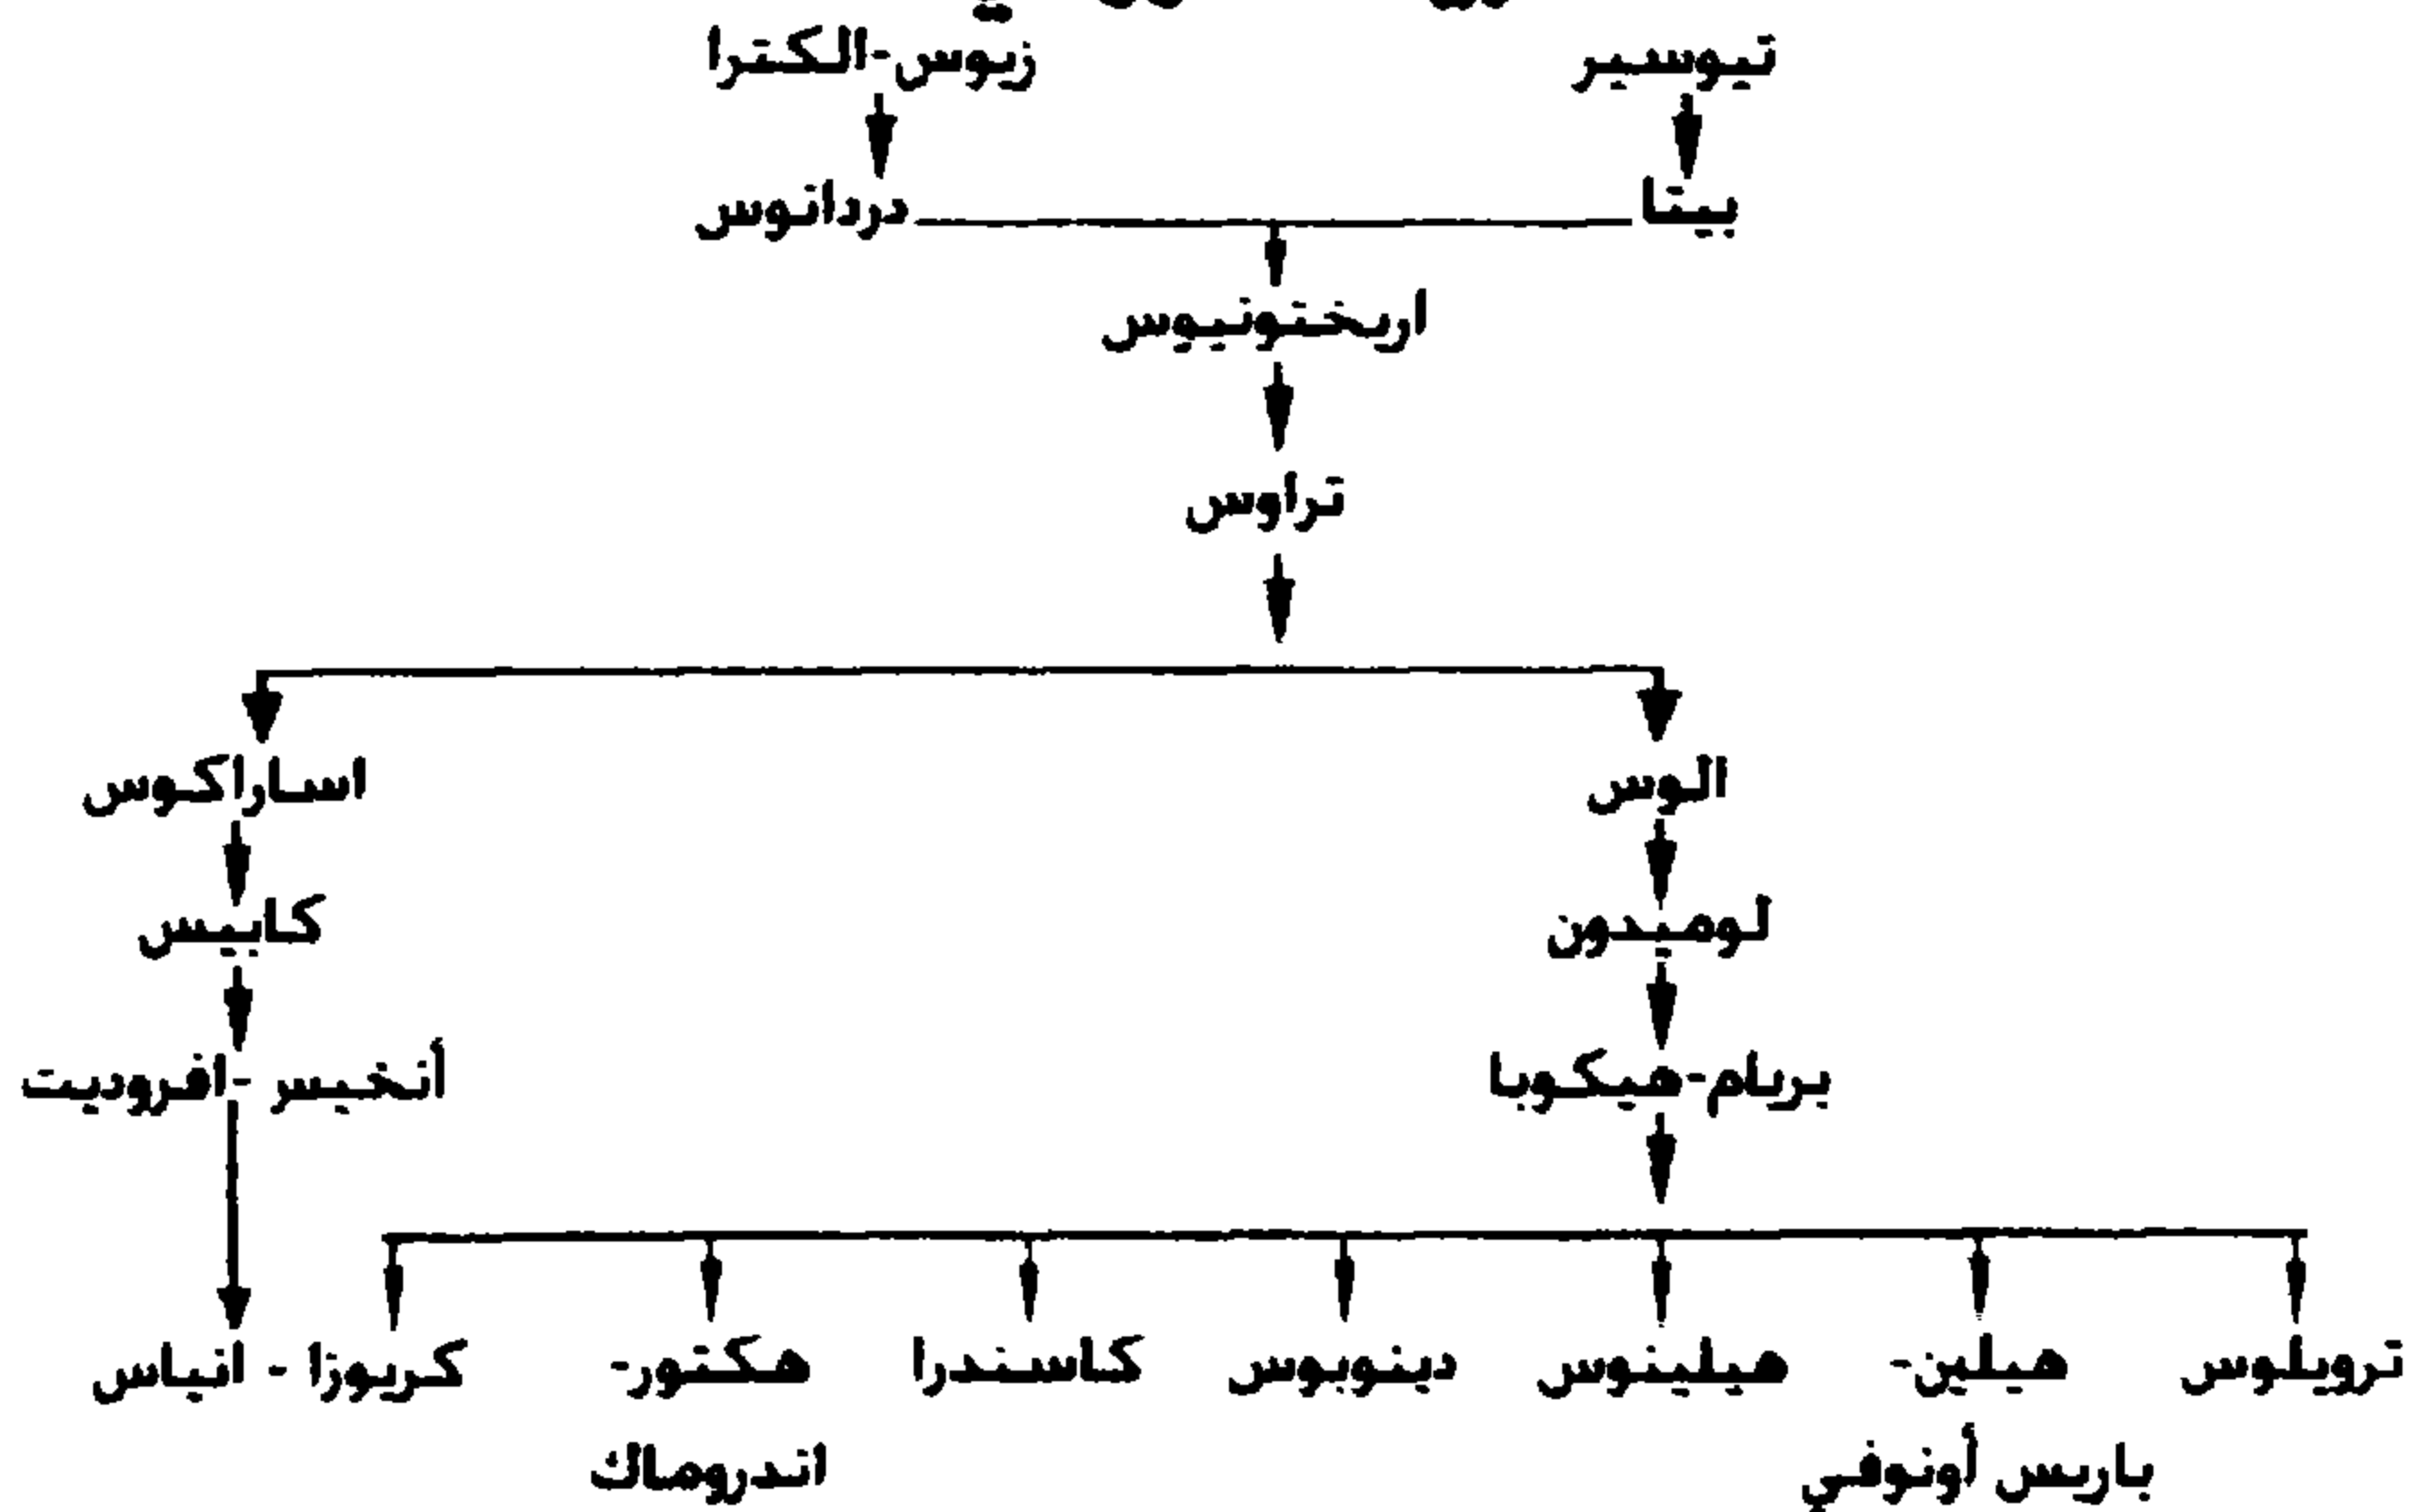 تيوسير زيوس-الكترا
بيتا دردانوس
اريختونيوس
تراوس
الوس اساراكوس
لوميدون كابيس
بريام-هيكوبا أنخيسر -افروديت
ترويلوس هيلين- هيلينوس دينوبوس كاسندرا هكتور- كريوزا - انياس
باريس أونوفي اندروماك